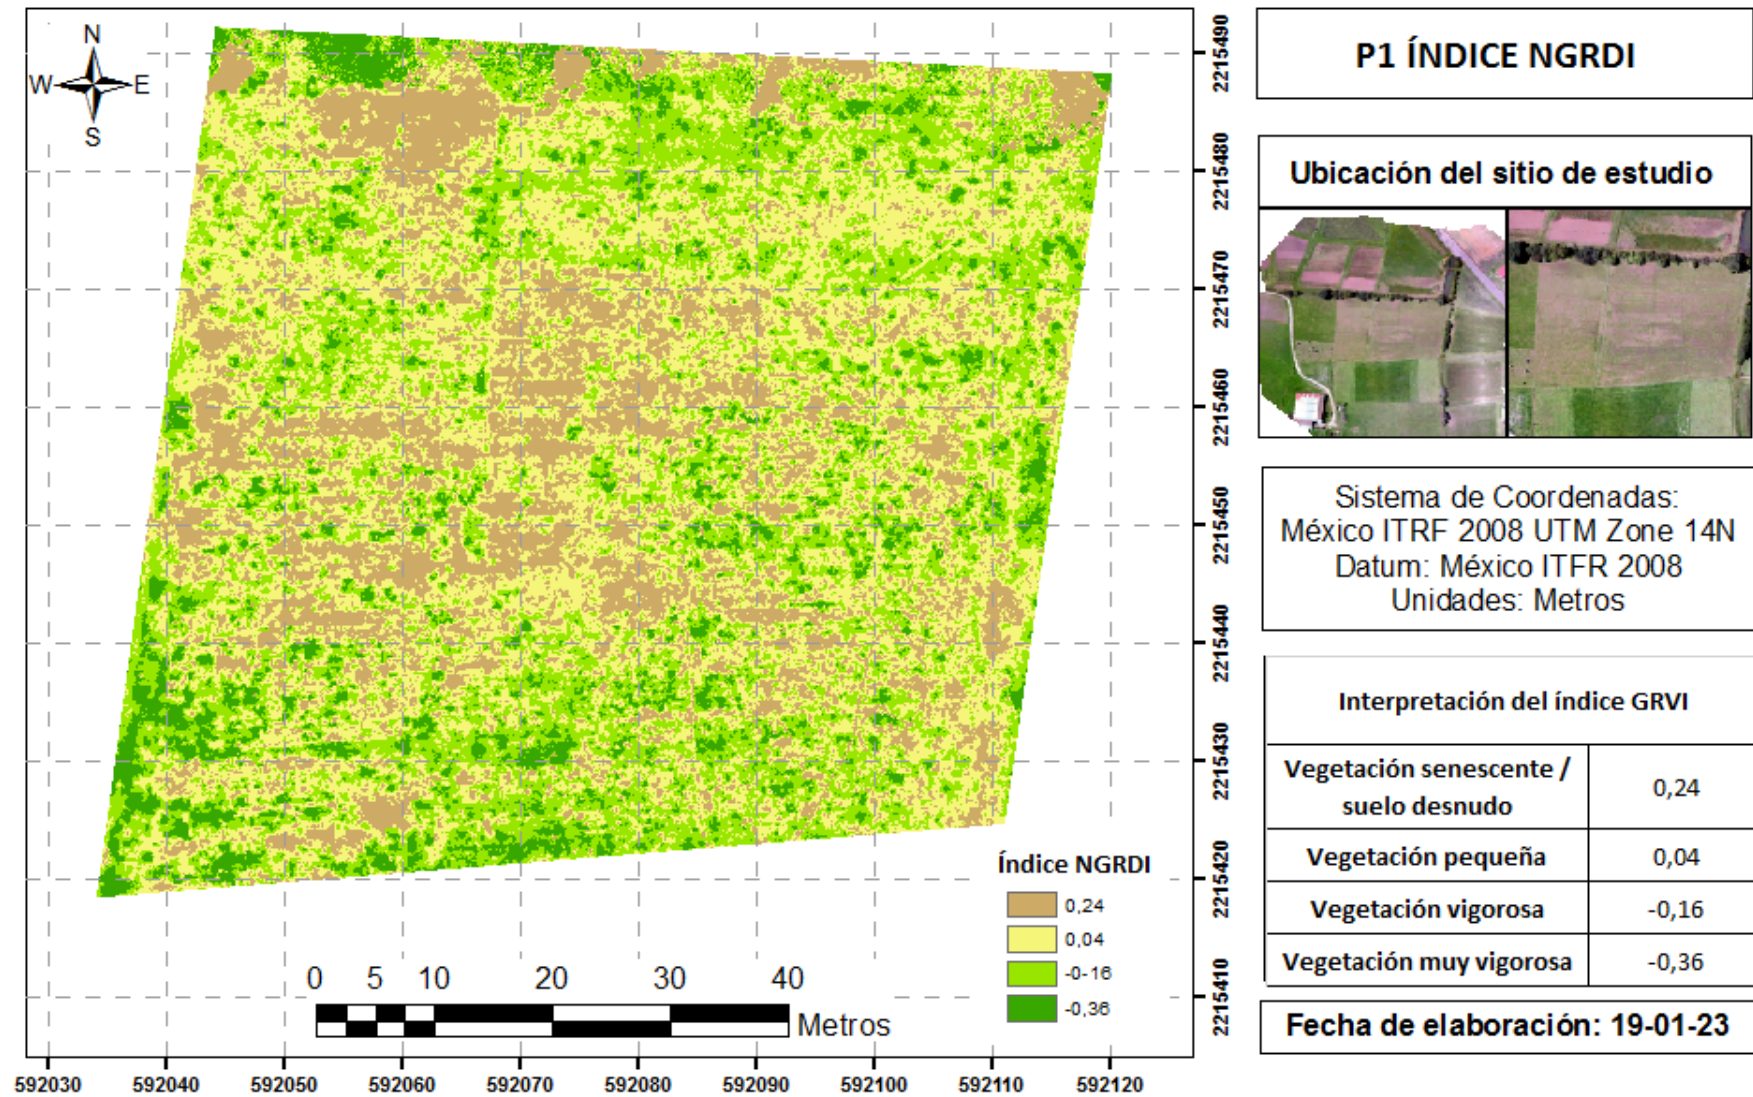 N
W
E
S
P1 ÍNDICE NGRDI
Ubicación del sitio de estudio
Sistema de Coordenadas:
México ITRF 2008 UTM Zone 14N
Datum: México ITFR 2008
Unidades: Metros
Interpretación del índice GRVI
Vegetación senescente /
suelo desnudo
0,24
Vegetación pequeña
0,04
Vegetación vigorosa
-0,16
Vegetación muy vigorosa
-0,36
Fecha de elaboración: 19-01-23
Índice NGRDI
0,24
0,04
-0-16
-0,36
0 5 10 20 30 40
Metros
2215490
2215480
2215470
2215460
2215450
2215440
2215430
2215420
2215410
592030 592040 592050 592060 592070 592080 592090 592100 592110 592120